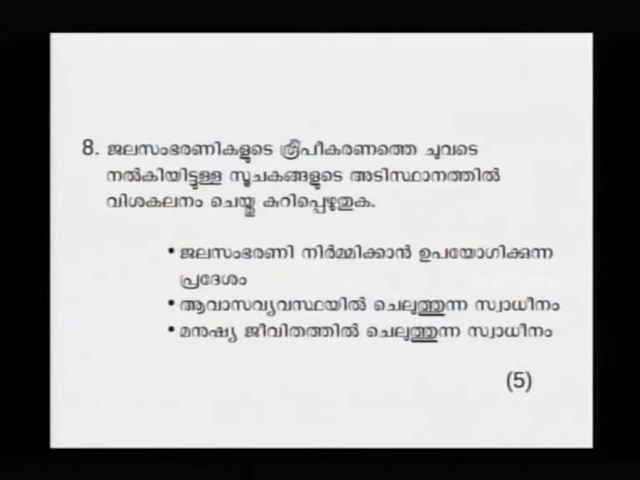 8. ജലസംഭരണികളുടെ രൂപീകരണത്തെ ചുവടെ
നൽകിയിട്ടുള്ള സൂചകങ്ങളുടെ അടിസ്ഥാനത്തിൽ
വിശകലനം ചെയ്തു കുറിപ്പെഴുതുക.
• ജലസംഭരണി നിർമ്മിക്കാൻ ഉപയോഗിക്കുന്ന
പ്രദേശം
• ആവാസവ്യവസ്ഥയിൽ ചെലുത്തുന്ന സ്വാധീനം
• മനുഷ്യ ജീവിതത്തിൽ ചെലുത്തുന്ന സ്വാധീനം
(5)